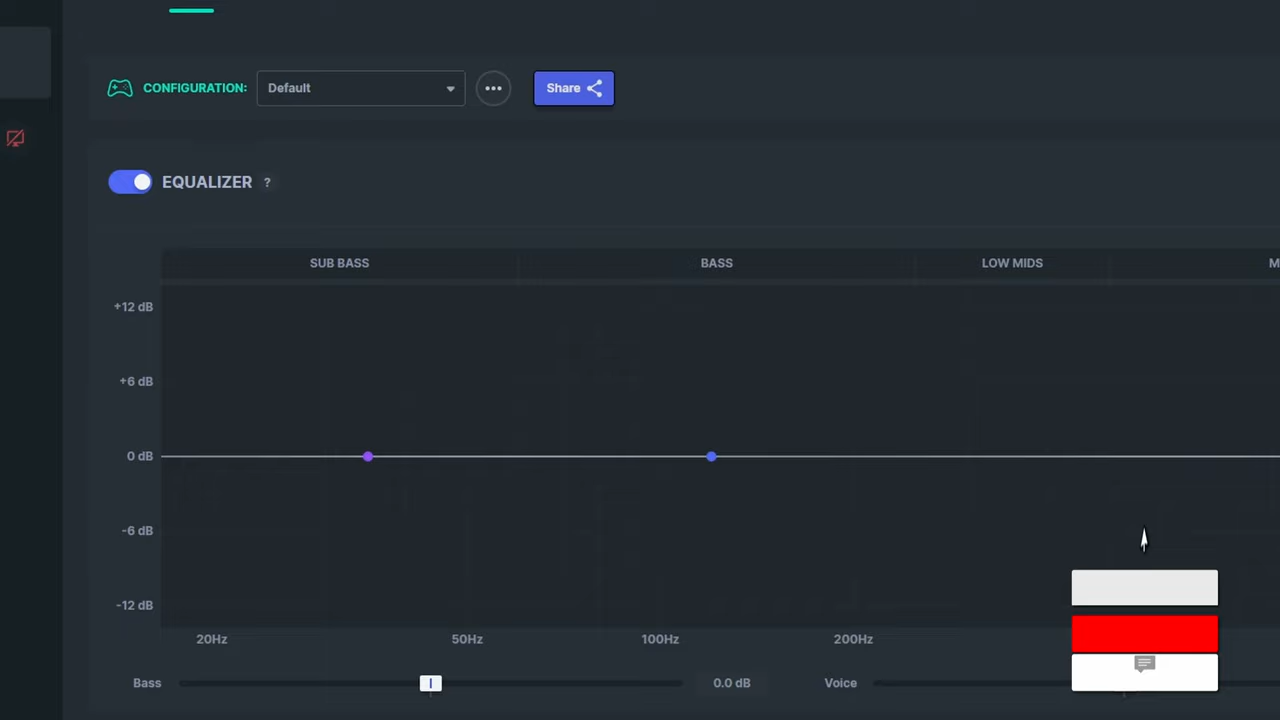 CONFIGURATION: Default ••• Share
EQUALIZER ?
SUB BASS BASS LOW MIDS M
+12 dB
+6 dB
0 dB
-6 dB
-12 dB
20Hz 50Hz 100Hz 200Hz
Bass 0.0 dB Voice